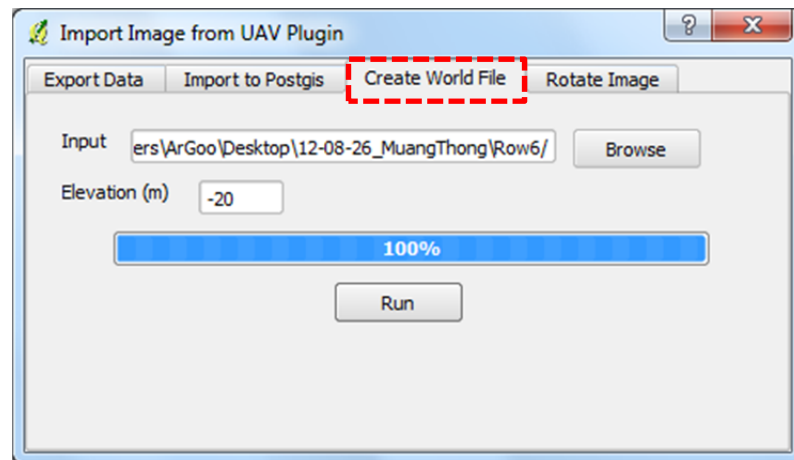 Import Image from UAV Plugin
Export Data Import to Postgis Create World File Rotate Image
Input ers\ArGoo\Desktop\12-08-26_MuangThong\Row6/ Browse
Elevation (m) -20
100%
Run